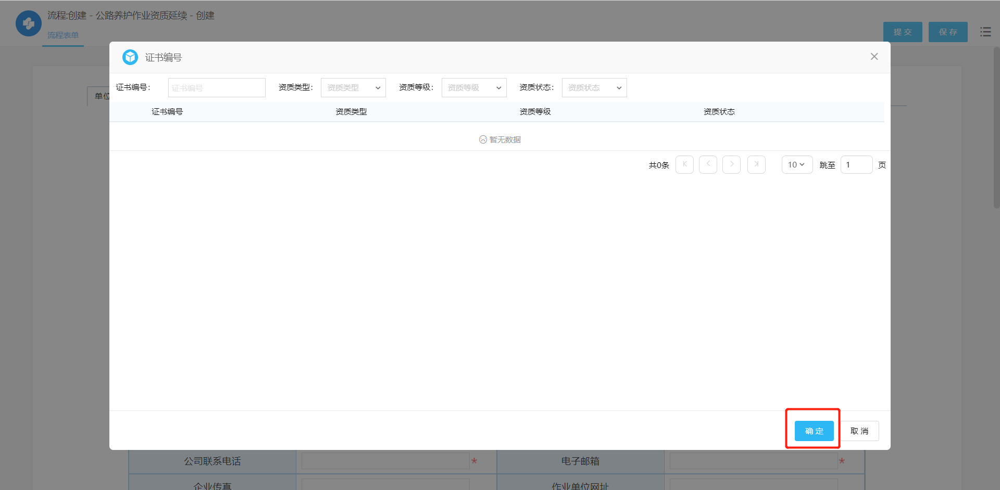 流程:创建 - 公路养护作业资质延续 - 创建
流程表单
提 交 保 存
证书编号
单位
证书编号： 证书编号 资质类型： 资质类型 资质等级： 资质等级 资质状态： 资质状态
证书编号 资质类型 资质等级 资质状态
暂无数据
共0条 10 跳至 1 页
确 定 取 消
公司联系电话 * 电子邮箱 *
企业传真 作业单位网址